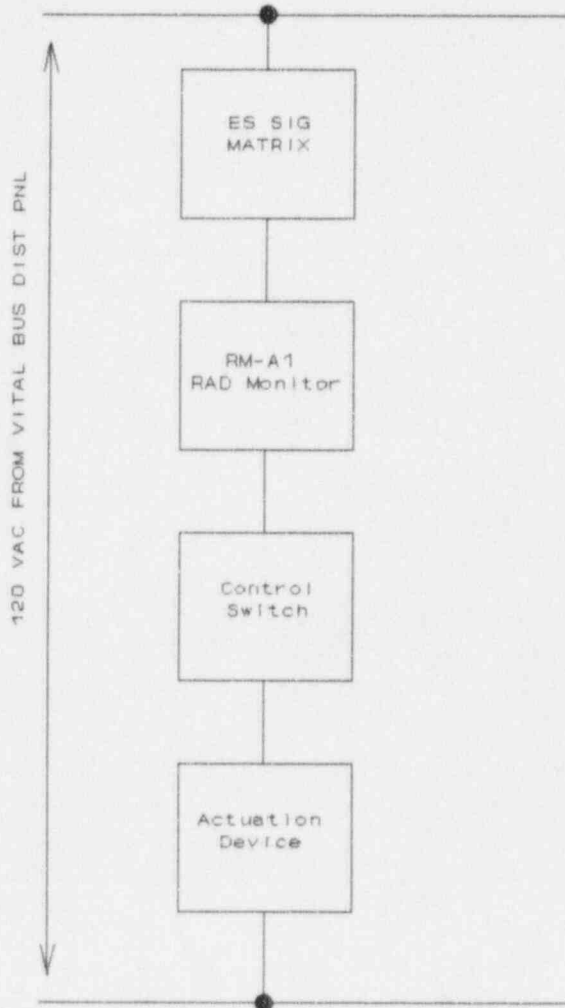 ES SIG
MATRIX
120 VAC FROM VITAL BUS DIST PNL
RM-A1
RAD Monitor
Control
Switch
Actuation
Device